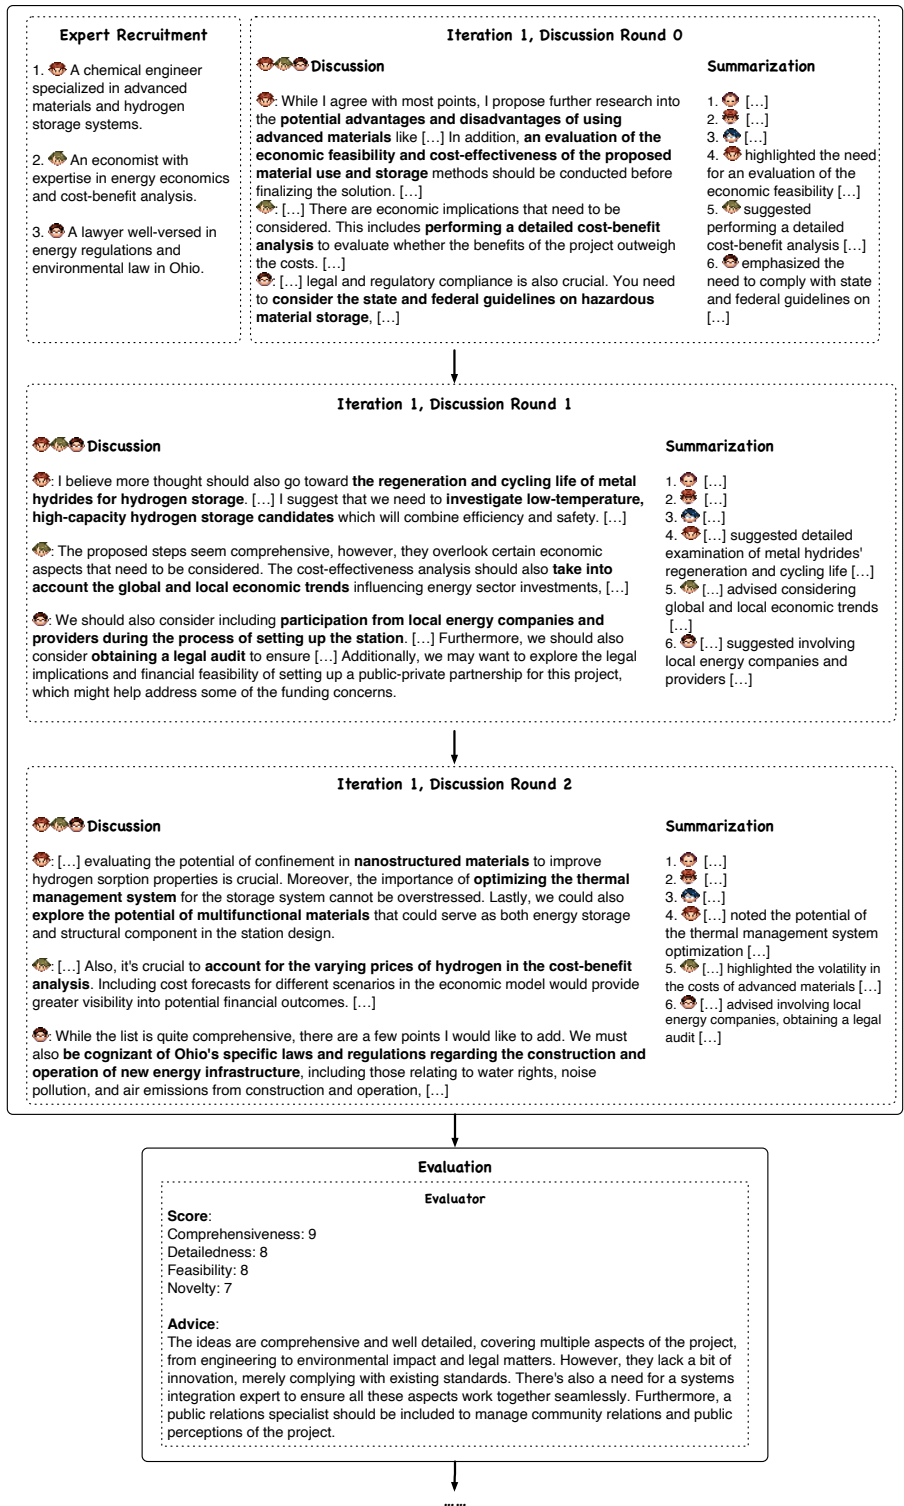 Expert Recruitment
1. A chemical engineer
specialized in advanced
materials and hydrogen
storage systems.
2. An economist with
expertise in energy economics
and cost-benefit analysis.
3. A lawyer well-versed in
energy regulations and
environmental law in Ohio.
Iteration 1, Discussion Round 0
Discussion
: While I agree with most points, I propose further research into
the potential advantages and disadvantages of using
advanced materials like [...] In addition, an evaluation of the
economic feasibility and cost-effectiveness of the proposed
material use and storage methods should be conducted before
finalizing the solution. [...]
: [...] There are economic implications that need to be
considered. This includes performing a detailed cost-benefit
analysis to evaluate whether the benefits of the project outweigh
the costs. [...]
: [...] legal and regulatory compliance is also crucial. You need
to consider the state and federal guidelines on hazardous
material storage, [...]
Summarization
1. [...]
2. [...]
3. [...]
4. highlighted the need
for an evaluation of the
economic feasibility [...]
5. suggested
performing a detailed
cost-benefit analysis [...]
6. emphasized the
need to comply with state
and federal guidelines on
[...]
Iteration 1, Discussion Round 1
Discussion
: I believe more thought should also go toward the regeneration and cycling life of metal
hydrides for hydrogen storage. [...] I suggest that we need to investigate low-temperature,
high-capacity hydrogen storage candidates which will combine efficiency and safety. [...]
: The proposed steps seem comprehensive, however, they overlook certain economic
aspects that need to be considered. The cost-effectiveness analysis should also take into
account the global and local economic trends influencing energy sector investments, [...]
: We should also consider including participation from local energy companies and
providers during the process of setting up the station. [...] Furthermore, we should also
consider obtaining a legal audit to ensure [...] Additionally, we may want to explore the legal
implications and financial feasibility of setting up a public-private partnership for this project,
which might help address some of the funding concerns.
Summarization
1. [...]
2. [...]
3. [...]
4. [...] suggested detailed
examination of metal hydrides'
regeneration and cycling life [...]
5. [...] advised considering
global and local economic trends
[...]
6. [...] suggested involving
local energy companies and
providers [...]
Iteration 1, Discussion Round 2
Discussion
: [...] evaluating the potential of confinement in nanostructured materials to improve
hydrogen sorption properties is crucial. Moreover, the importance of optimizing the thermal
management system for the storage system cannot be overstressed. Lastly, we could also
explore the potential of multifunctional materials that could serve as both energy storage
and structural component in the station design.
: [...] Also, it's crucial to account for the varying prices of hydrogen in the cost-benefit
analysis. Including cost forecasts for different scenarios in the economic model would provide
greater visibility into potential financial outcomes. [...]
: While the list is quite comprehensive, there are a few points I would like to add. We must
also be cognizant of Ohio's specific laws and regulations regarding the construction and
operation of new energy infrastructure, including those relating to water rights, noise
pollution, and air emissions from construction and operation, [...]
Summarization
1. [...]
2. [...]
3. [...]
4. [...] noted the potential of
the thermal management system
optimization [...]
5. [...] highlighted the volatility in
the costs of advanced materials [...]
6. [...] advised involving local
energy companies, obtaining a legal
audit [...]
Evaluation
Evaluator
Score:
Comprehensiveness: 9
Detailedness: 8
Feasibility: 8
Novelty: 7
Advice:
The ideas are comprehensive and well detailed, covering multiple aspects of the project,
from engineering to environmental impact and legal matters. However, they lack a bit of
innovation, merely complying with existing standards. There's also a need for a systems
integration expert to ensure all these aspects work together seamlessly. Furthermore, a
public relations specialist should be included to manage community relations and public
perceptions of the project.
......